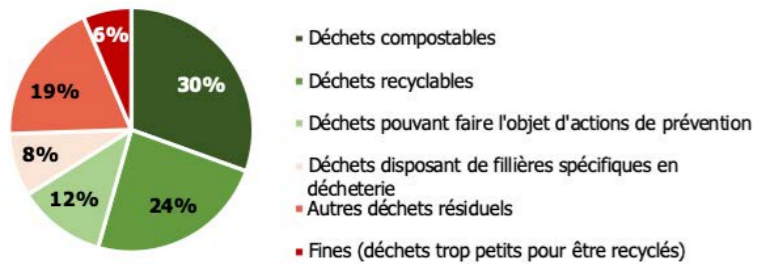 6%
30%
19%
8%
12%
24%
Déchets compostables
Déchets recyclables
Déchets pouvant faire l'objet d'actions de prévention
Déchets disposant de fillières spécifiques en
décheterie
Autres déchets résiduels
Fines (déchets trop petits pour être recyclés)